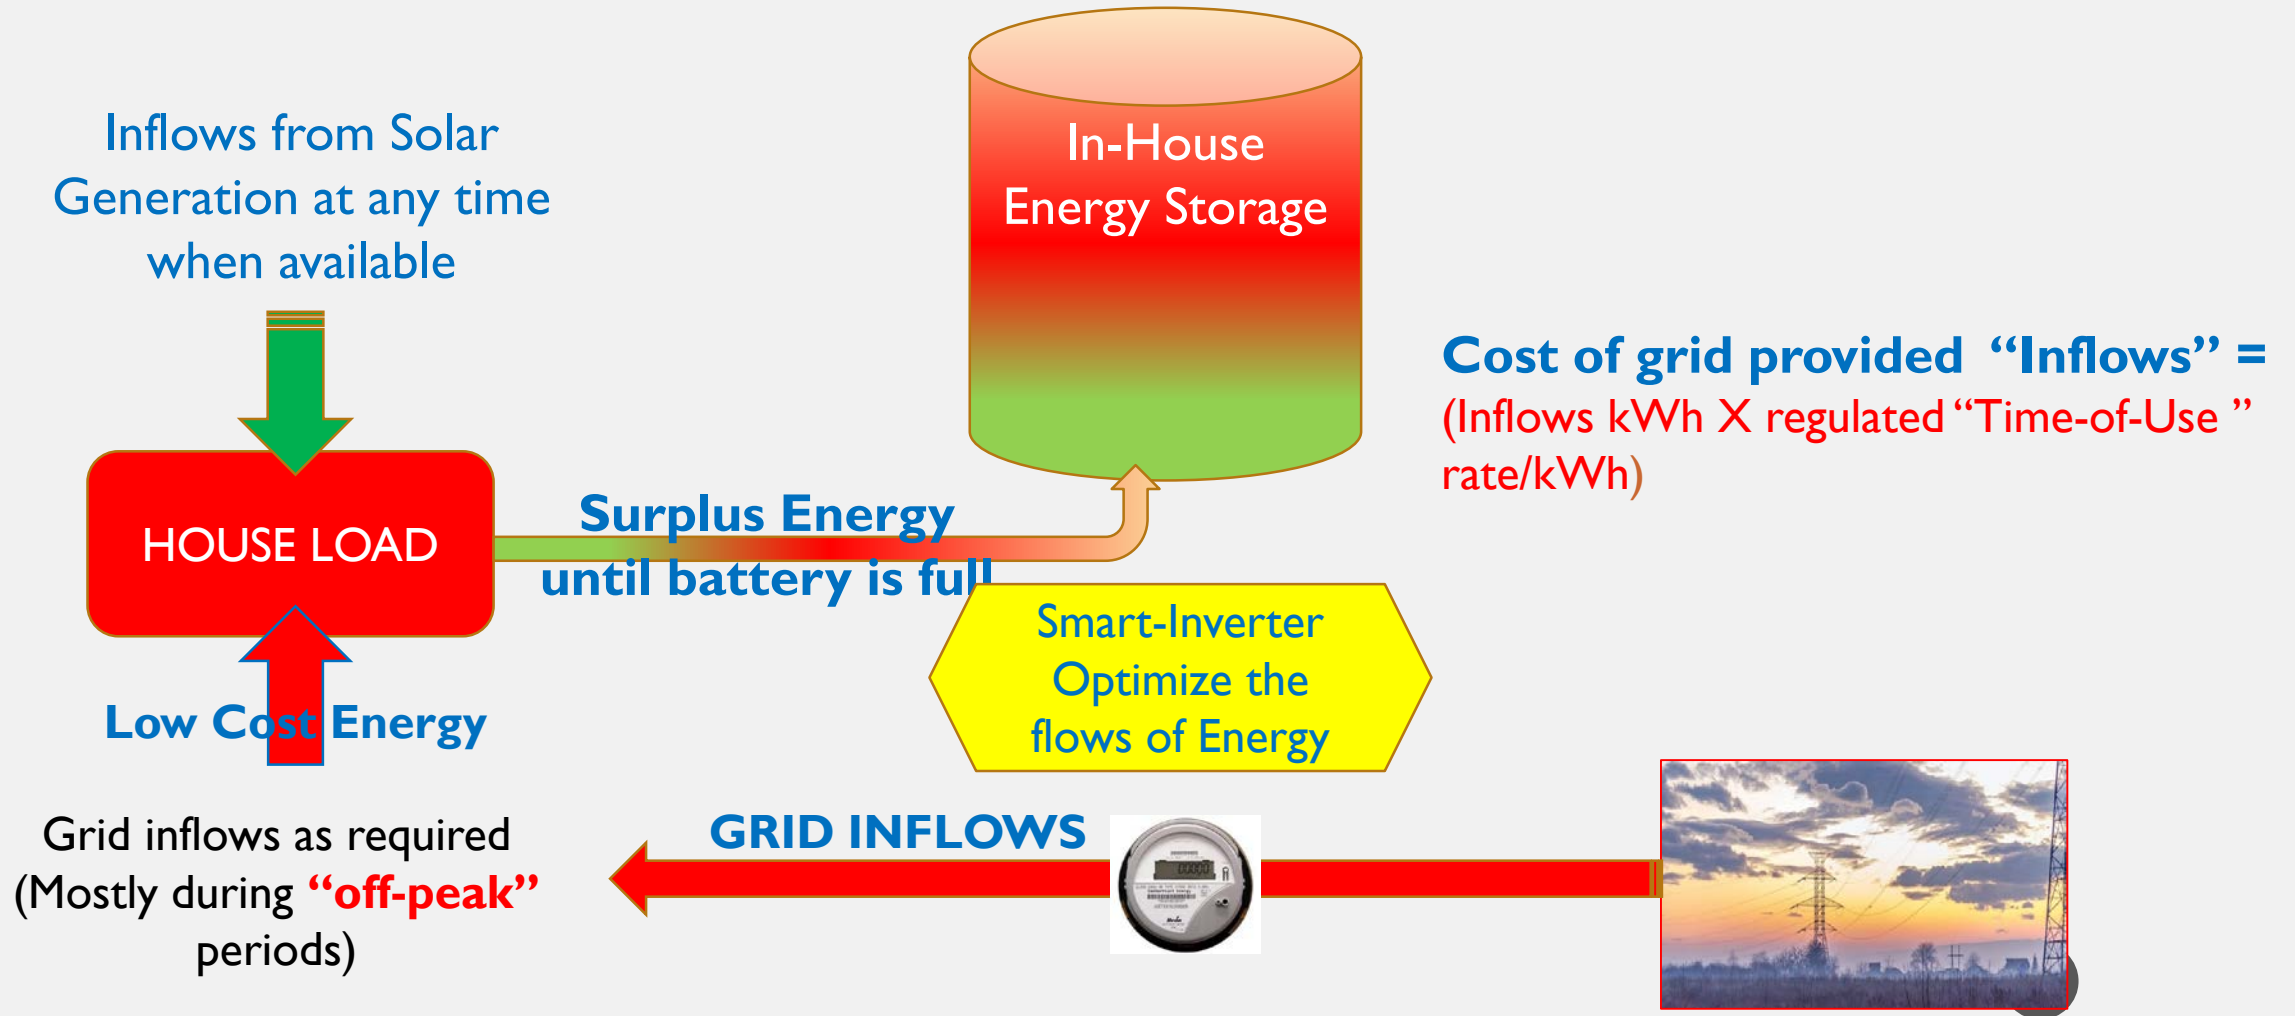 Inflows from Solar
Generation at any time
when available
In-House
Energy Storage
Cost of grid provided “Inflows” =
(Inflows kWh X regulated “Time-of-Use ”
rate/kWh)
HOUSE LOAD
Surplus Energy
until battery is full
Smart-Inverter
Optimize the
flows of Energy
Low Cost Energy
Grid inflows as required
(Mostly during “off-peak”
periods)
GRID INFLOWS